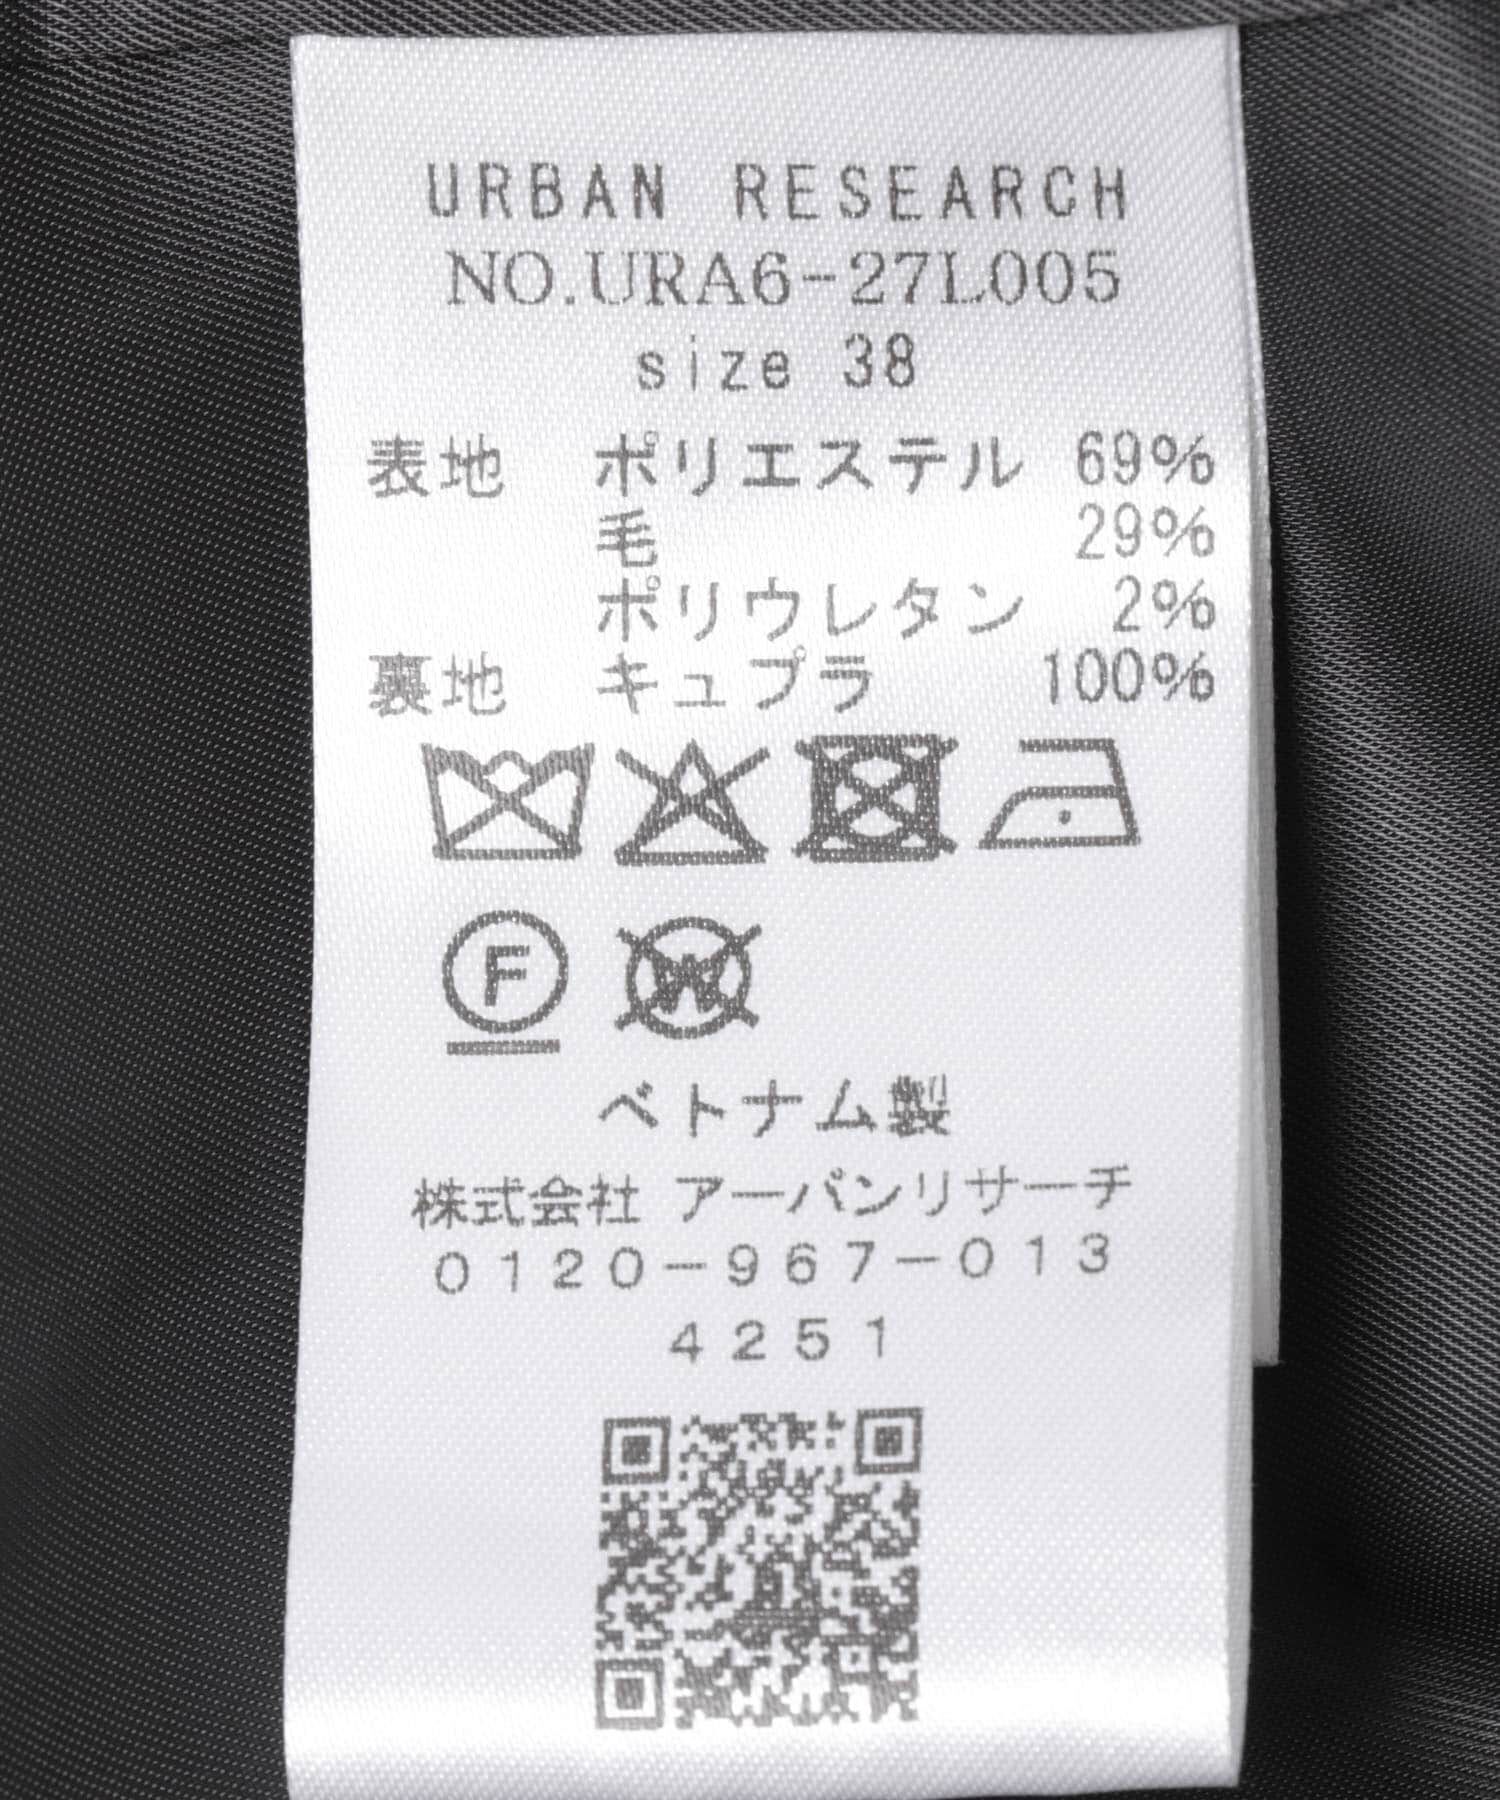 URBAN RESEARCH
NO.URA6-27L005
size 38
表地 ポリエステル 69%
毛 29%
ポリウレタン 2%
裏地 キュプラ 100%
F
W
ベトナム製
株式会社 アーバンリサーチ
0120-967-013
4251